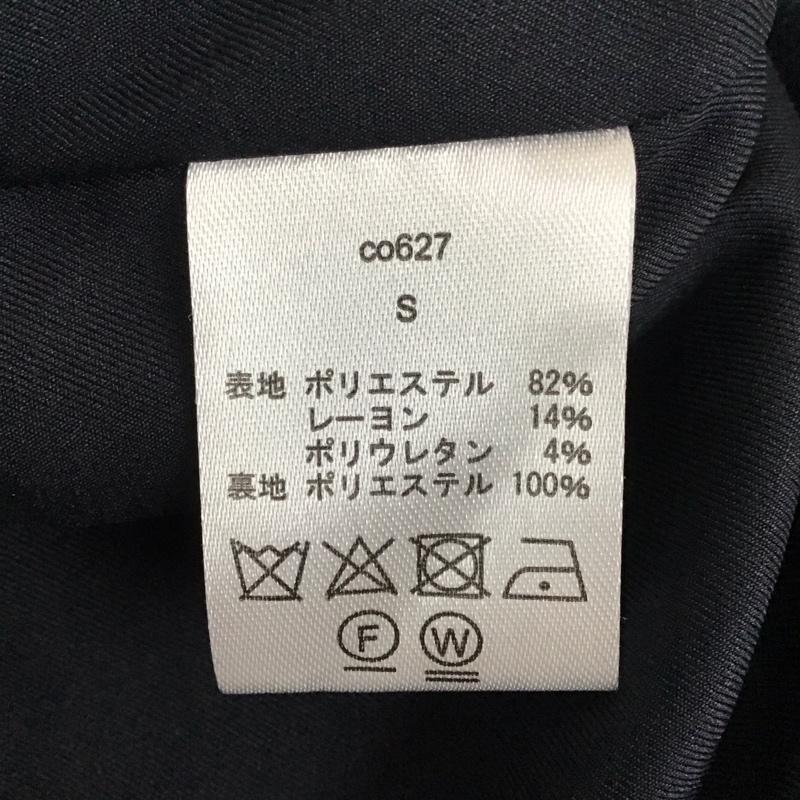 co627
S
表地 ポリエステル 82%
レーヨン 14%
ポリウレタン 4%
裏地 ポリエステル 100%
F W